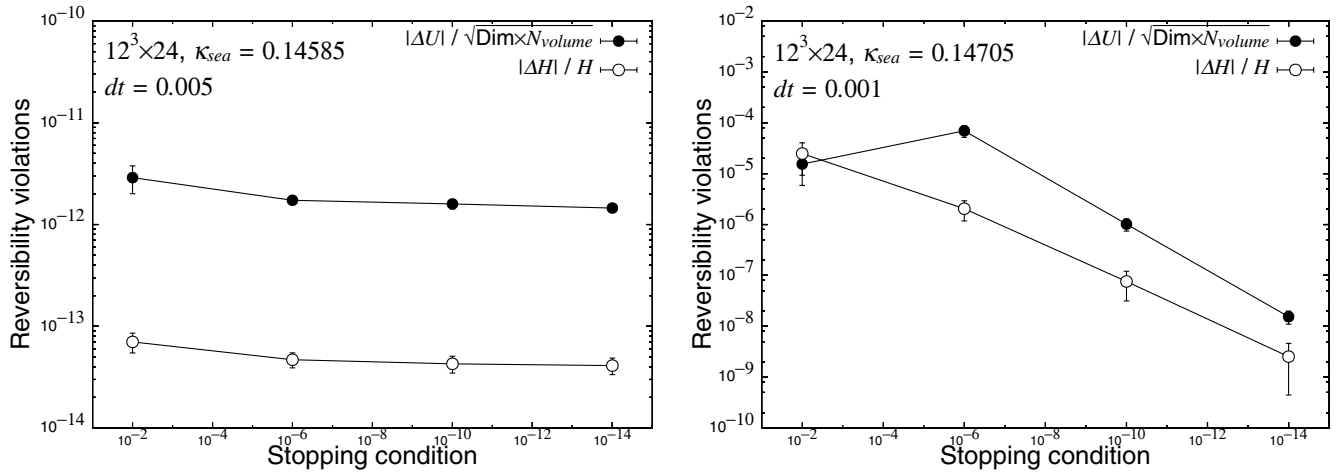 10⁻¹⁰
10⁻¹¹
10⁻¹²
10⁻¹³
10⁻¹⁴
Reversibility violations
12³×24, κsea = 0.14585
dt = 0.005
|ΔU| / √Dim×Nvolume
|ΔH| / H
10⁻² 10⁻⁴ 10⁻⁶ 10⁻⁸ 10⁻¹⁰ 10⁻¹² 10⁻¹⁴
Stopping condition
10⁻²
10⁻³
10⁻⁴
10⁻⁵
10⁻⁶
10⁻⁷
10⁻⁸
10⁻⁹
10⁻¹⁰
Reversibility violations
12³×24, κsea = 0.14705
dt = 0.001
|ΔU| / √Dim×Nvolume
|ΔH| / H
10⁻² 10⁻⁴ 10⁻⁶ 10⁻⁸ 10⁻¹⁰ 10⁻¹² 10⁻¹⁴
Stopping condition